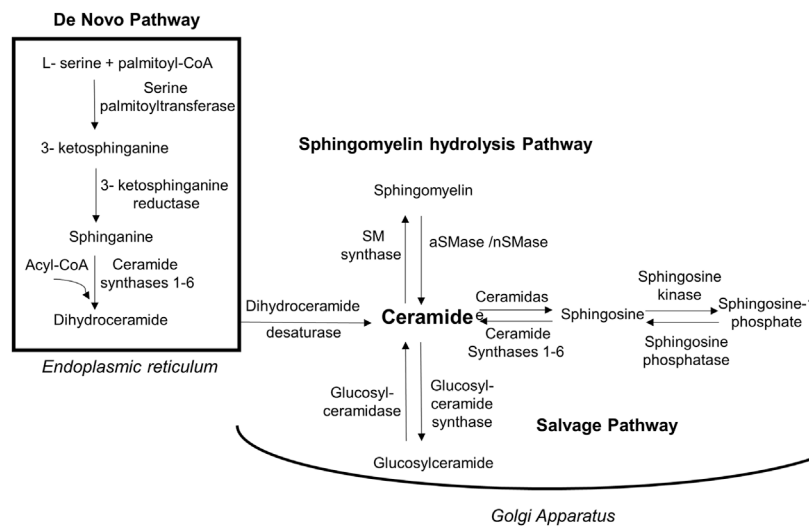 De Novo Pathway
L- serine + palmitoyl-CoA
Serine
palmitoyltransferase
3- ketosphinganine
3- ketosphinganine
reductase
Sphinganine
Acyl-CoA
Ceramide
synthases 1-6
Dihydroceramide
Endoplasmic reticulum
Sphingomyelin hydrolysis Pathway
Sphingomyelin
SM
synthase
aSMase /nSMase
Dihydroceramide
desaturase
Ceramide
Ceramidas
e
Ceramide
Synthases 1-6
Sphingosine
Sphingosine
kinase
Sphingosine
phosphatase
Sphingosine-1
phosphate
Glucosyl-
ceramidase
Glucosyl-
ceramide
synthase
Glucosylceramide
Salvage Pathway
Golgi Apparatus